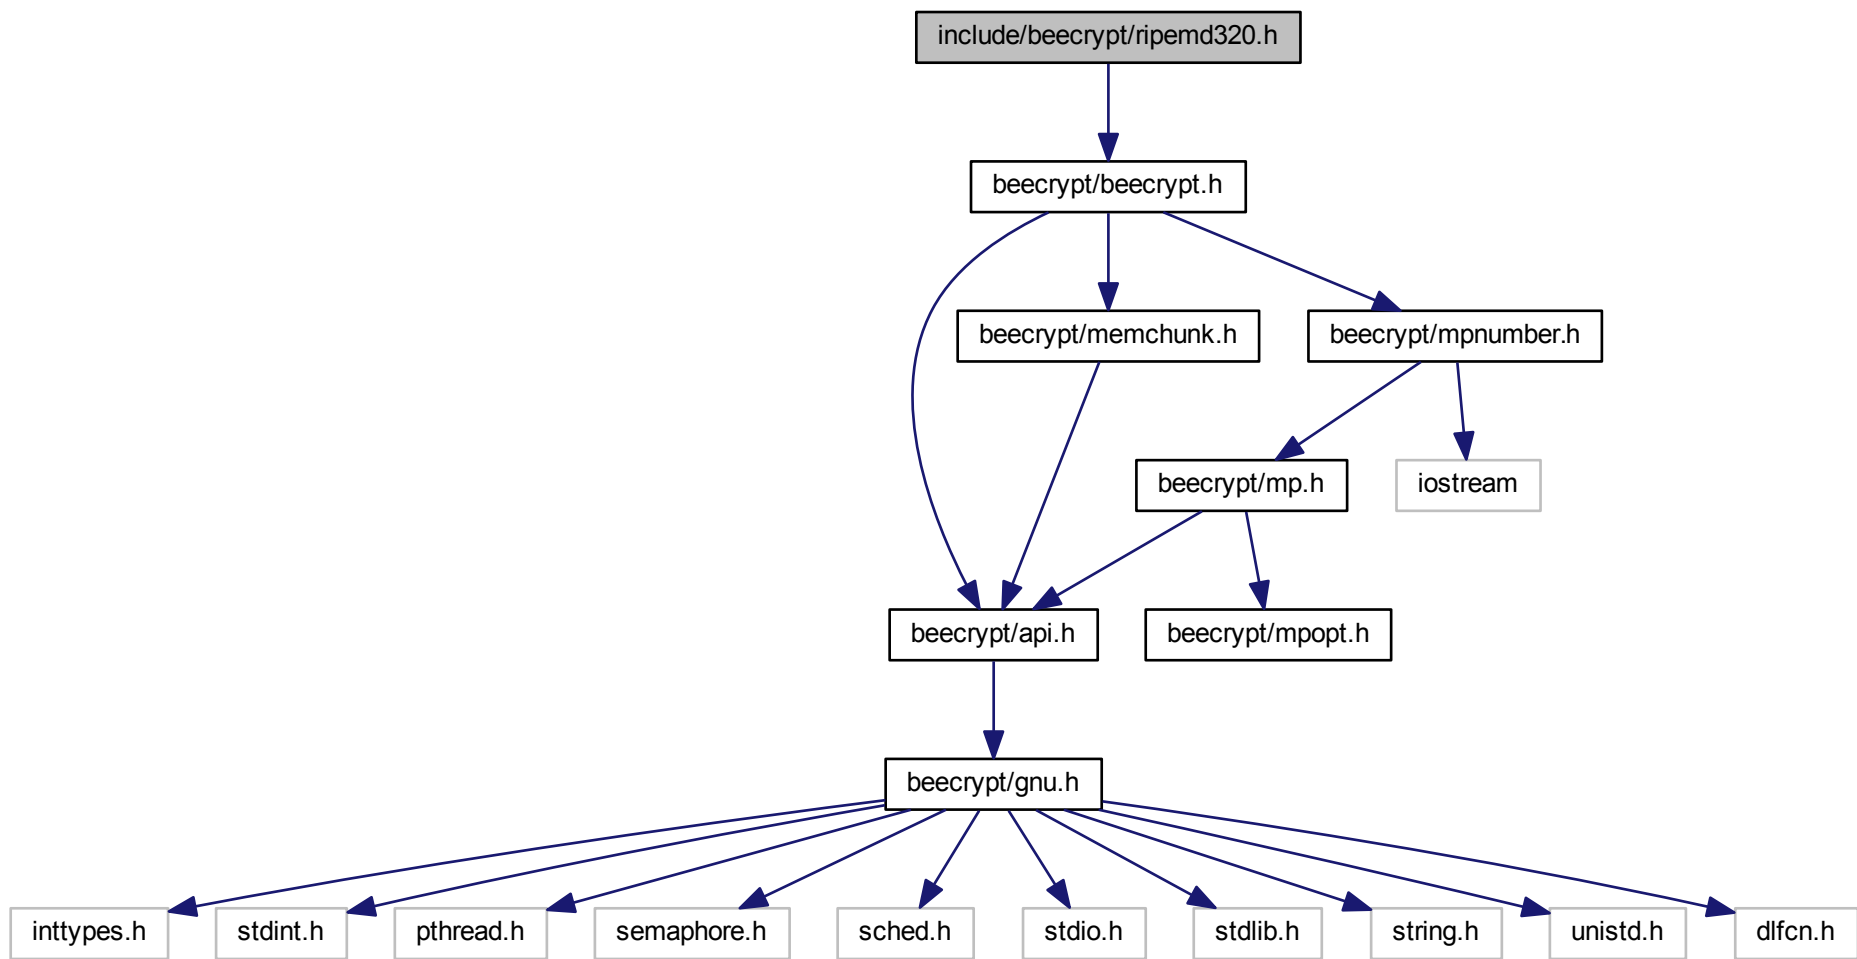 include/beecrypt/ripemd320.h
beecrypt/beecrypt.h
beecrypt/memchunk.h
beecrypt/mpnumber.h
beecrypt/mp.h
iostream
beecrypt/api.h
beecrypt/mpopt.h
beecrypt/gnu.h
inttypes.h
stdint.h
pthread.h
semaphore.h
sched.h
stdio.h
stdlib.h
string.h
unistd.h
dlfcn.h